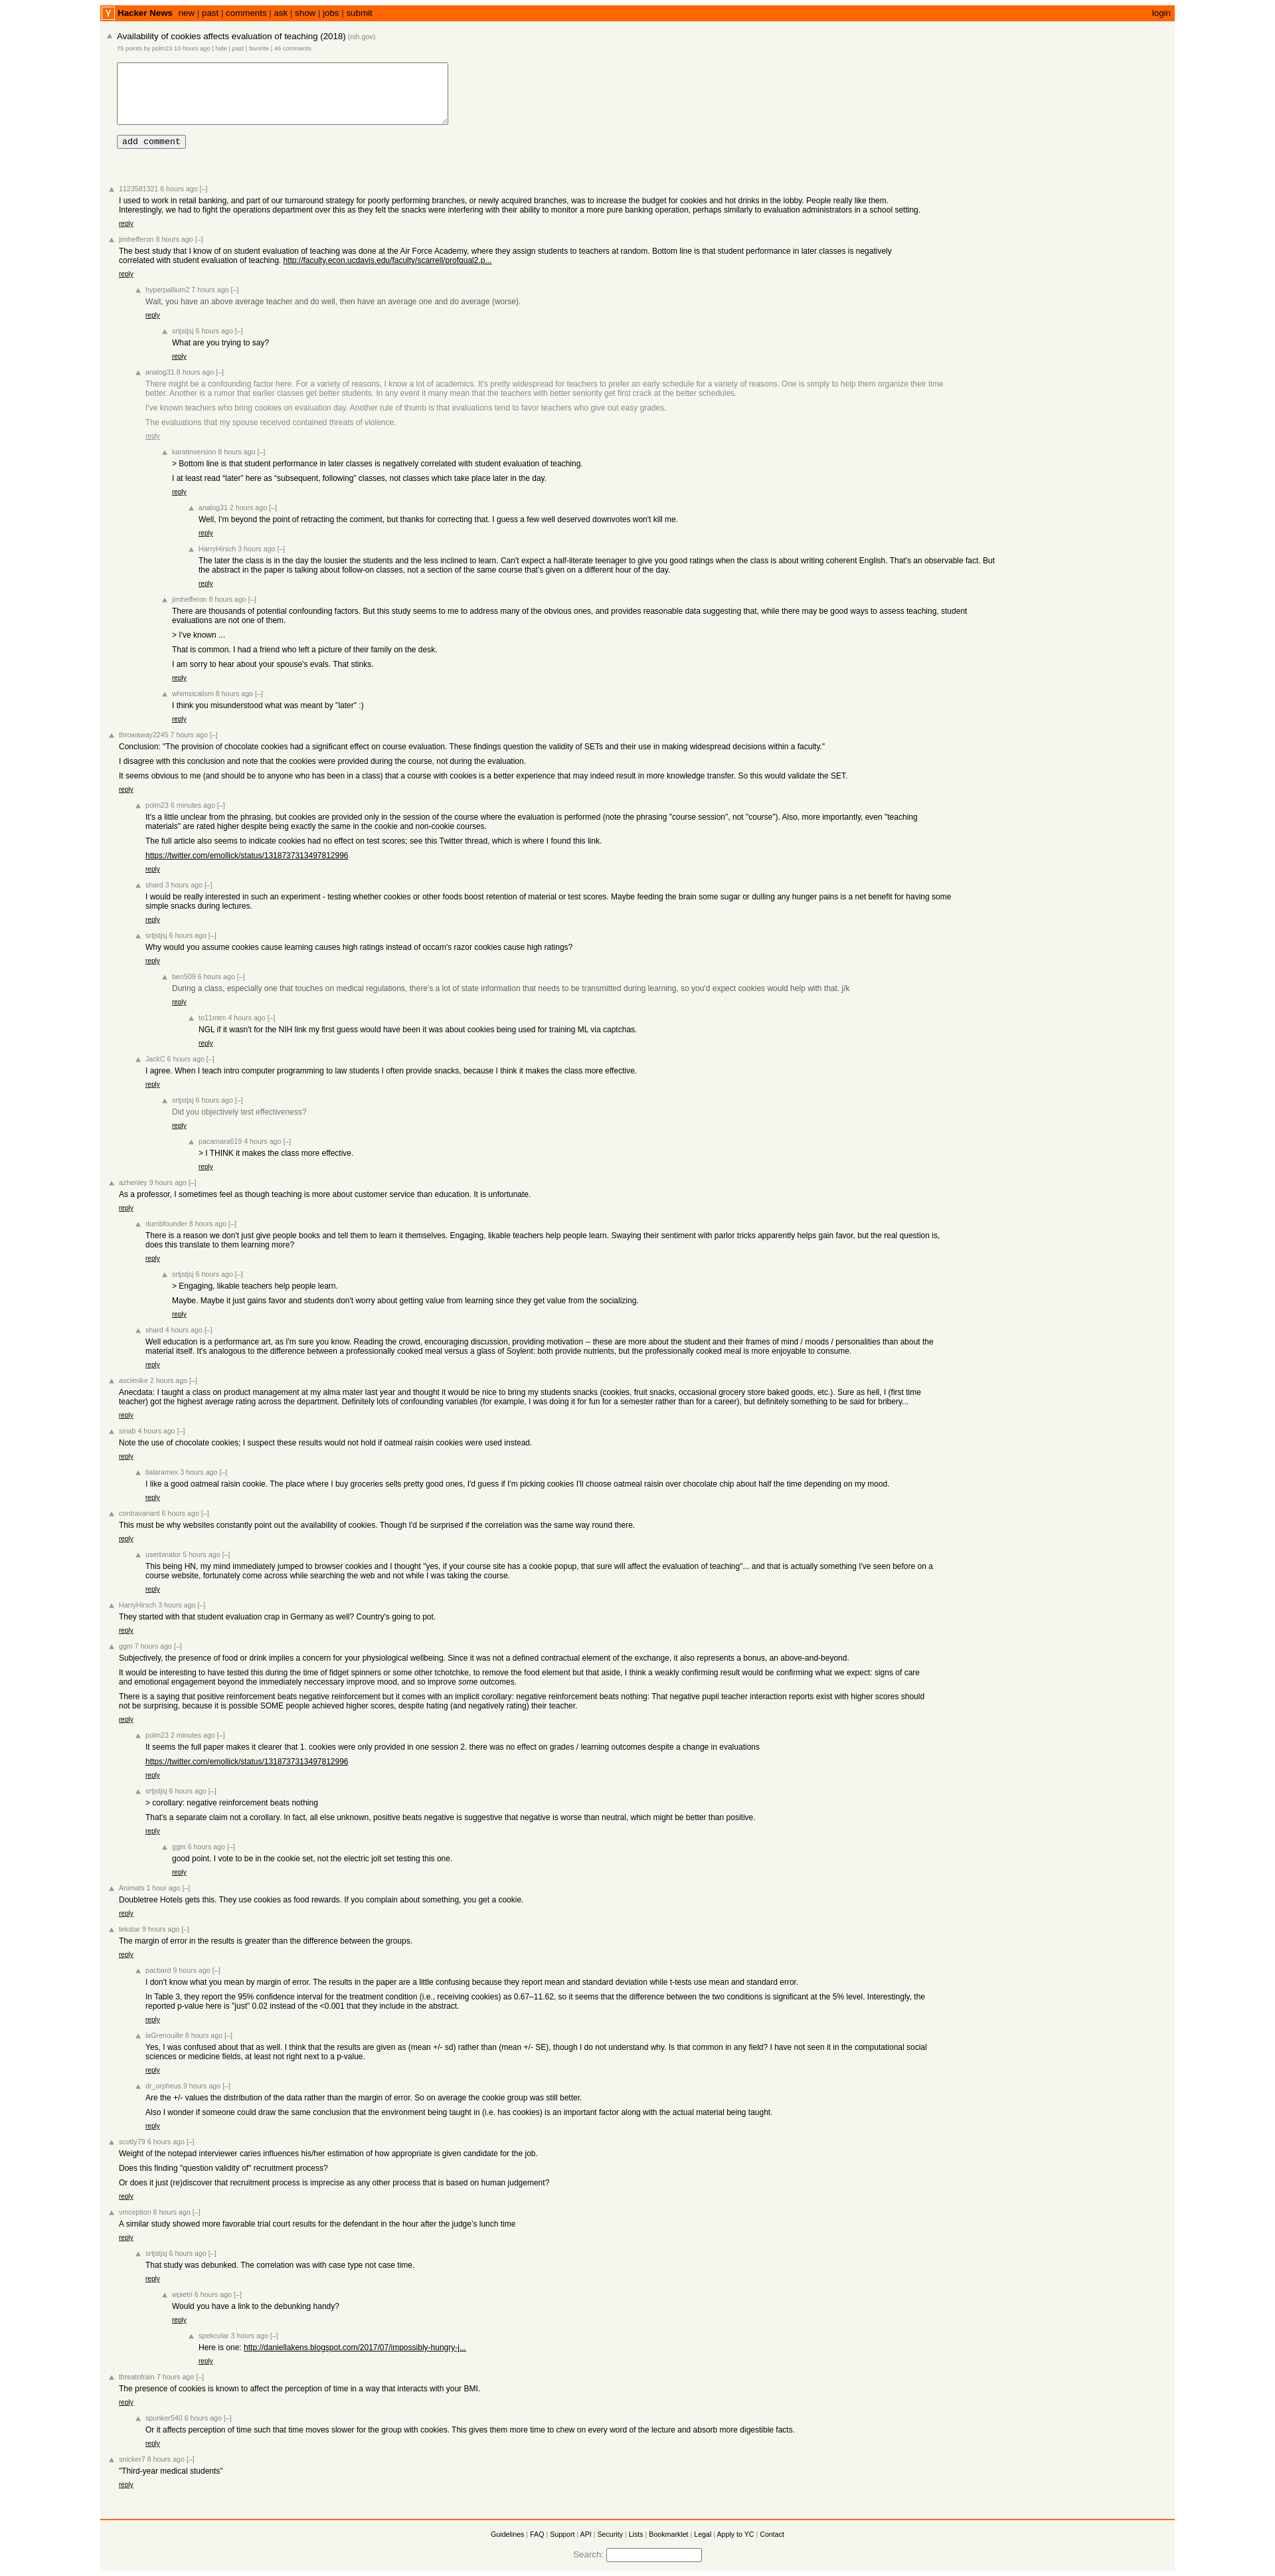 Y Hacker News new | past | comments | ask | show | jobs | submit login
Availability of cookies affects evaluation of teaching (2018) (nih.gov)
75 points by polm23 10 hours ago | hide | past | favorite | 46 comments
add comment
1123581321 6 hours ago [–]
I used to work in retail banking, and part of our turnaround strategy for poorly performing branches, or newly acquired branches, was to increase the budget for cookies and hot drinks in the lobby. People really like them.
Interestingly, we had to fight the operations department over this as they felt the snacks were interfering with their ability to monitor a more pure banking operation, perhaps similarly to evaluation administrators in a school setting.
reply
jimhefferon 8 hours ago [–]
The best study that I know of on student evaluation of teaching was done at the Air Force Academy, where they assign students to teachers at random. Bottom line is that student performance in later classes is negatively
correlated with student evaluation of teaching. http://faculty.econ.ucdavis.edu/faculty/scarrell/profqual2.p...
reply
hyperpallium2 7 hours ago [–]
Wait, you have an above average teacher and do well, then have an average one and do average (worse).
reply
srtjstjsj 6 hours ago [–]
What are you trying to say?
reply
analog31 8 hours ago [–]
There might be a confounding factor here. For a variety of reasons, I know a lot of academics. It's pretty widespread for teachers to prefer an early schedule for a variety of reasons. One is simply to help them organize their time
better. Another is a rumor that earlier classes get better students. In any event it many mean that the teachers with better seniority get first crack at the better schedules.
I've known teachers who bring cookies on evaluation day. Another rule of thumb is that evaluations tend to favor teachers who give out easy grades.
The evaluations that my spouse received contained threats of violence.
reply
karatinversion 8 hours ago [–]
> Bottom line is that student performance in later classes is negatively correlated with student evaluation of teaching.
I at least read “later” here as “subsequent, following” classes, not classes which take place later in the day.
reply
analog31 2 hours ago [–]
Well, I'm beyond the point of retracting the comment, but thanks for correcting that. I guess a few well deserved downvotes won't kill me.
reply
HarryHirsch 3 hours ago [–]
The later the class is in the day the lousier the students and the less inclined to learn. Can't expect a half-literate teenager to give you good ratings when the class is about writing coherent English. That's an observable fact. But
the abstract in the paper is talking about follow-on classes, not a section of the same course that's given on a different hour of the day.
reply
jimhefferon 8 hours ago [–]
There are thousands of potential confounding factors. But this study seems to me to address many of the obvious ones, and provides reasonable data suggesting that, while there may be good ways to assess teaching, student
evaluations are not one of them.
> I've known ...
That is common. I had a friend who left a picture of their family on the desk.
I am sorry to hear about your spouse's evals. That stinks.
reply
whimsicalism 8 hours ago [–]
I think you misunderstood what was meant by "later" :)
reply
throwaway2245 7 hours ago [–]
Conclusion: "The provision of chocolate cookies had a significant effect on course evaluation. These findings question the validity of SETs and their use in making widespread decisions within a faculty."
I disagree with this conclusion and note that the cookies were provided during the course, not during the evaluation.
It seems obvious to me (and should be to anyone who has been in a class) that a course with cookies is a better experience that may indeed result in more knowledge transfer. So this would validate the SET.
reply
polm23 6 minutes ago [–]
It's a little unclear from the phrasing, but cookies are provided only in the session of the course where the evaluation is performed (note the phrasing "course session", not "course"). Also, more importantly, even "teaching
materials" are rated higher despite being exactly the same in the cookie and non-cookie courses.
The full article also seems to indicate cookies had no effect on test scores; see this Twitter thread, which is where I found this link.
https://twitter.com/emollick/status/1318737313497812996
reply
shard 3 hours ago [–]
I would be really interested in such an experiment - testing whether cookies or other foods boost retention of material or test scores. Maybe feeding the brain some sugar or dulling any hunger pains is a net benefit for having some
simple snacks during lectures.
reply
srtjstjsj 6 hours ago [–]
Why would you assume cookies cause learning causes high ratings instead of occam's razor cookies cause high ratings?
reply
ben509 6 hours ago [–]
During a class, especially one that touches on medical regulations, there's a lot of state information that needs to be transmitted during learning, so you'd expect cookies would help with that. j/k
reply
to11mtm 4 hours ago [–]
NGL if it wasn't for the NIH link my first guess would have been it was about cookies being used for training ML via captchas.
reply
JackC 6 hours ago [–]
I agree. When I teach intro computer programming to law students I often provide snacks, because I think it makes the class more effective.
reply
srtjstjsj 6 hours ago [–]
Did you objectively test effectiveness?
reply
pacamara619 4 hours ago [–]
> I THINK it makes the class more effective.
reply
azhenley 9 hours ago [–]
As a professor, I sometimes feel as though teaching is more about customer service than education. It is unfortunate.
reply
dumbfounder 8 hours ago [–]
There is a reason we don't just give people books and tell them to learn it themselves. Engaging, likable teachers help people learn. Swaying their sentiment with parlor tricks apparently helps gain favor, but the real question is,
does this translate to them learning more?
reply
srtjstjsj 6 hours ago [–]
> Engaging, likable teachers help people learn.
Maybe. Maybe it just gains favor and students don't worry about getting value from learning since they get value from the socializing.
reply
shard 4 hours ago [–]
Well education is a performance art, as I'm sure you know. Reading the crowd, encouraging discussion, providing motivation -- these are more about the student and their frames of mind / moods / personalities than about the
material itself. It's analogous to the difference between a professionally cooked meal versus a glass of Soylent: both provide nutrients, but the professionally cooked meal is more enjoyable to consume.
reply
asciimike 2 hours ago [–]
Anecdata: I taught a class on product management at my alma mater last year and thought it would be nice to bring my students snacks (cookies, fruit snacks, occasional grocery store baked goods, etc.). Sure as hell, I (first time
teacher) got the highest average rating across the department. Definitely lots of confounding variables (for example, I was doing it for fun for a semester rather than for a career), but definitely something to be said for bribery...
reply
sinab 4 hours ago [–]
Note the use of chocolate cookies; I suspect these results would not hold if oatmeal raisin cookies were used instead.
reply
tialaramex 3 hours ago [–]
I like a good oatmeal raisin cookie. The place where I buy groceries sells pretty good ones, I'd guess if I'm picking cookies I'll choose oatmeal raisin over chocolate chip about half the time depending on my mood.
reply
contravariant 6 hours ago [–]
This must be why websites constantly point out the availability of cookies. Though I'd be surprised if the correlation was the same way round there.
reply
userbinator 5 hours ago [–]
This being HN, my mind immediately jumped to browser cookies and I thought "yes, if your course site has a cookie popup, that sure will affect the evaluation of teaching"... and that is actually something I've seen before on a
course website, fortunately come across while searching the web and not while I was taking the course.
reply
HarryHirsch 3 hours ago [–]
They started with that student evaluation crap in Germany as well? Country's going to pot.
reply
ggm 7 hours ago [–]
Subjectively, the presence of food or drink implies a concern for your physiological wellbeing. Since it was not a defined contractual element of the exchange, it also represents a bonus, an above-and-beyond.
It would be interesting to have tested this during the time of fidget spinners or some other tchotchke, to remove the food element but that aside, I think a weakly confirming result would be confirming what we expect: signs of care
and emotional engagement beyond the immediately neccessary improve mood, and so improve some outcomes.
There is a saying that positive reinforcement beats negative reinforcement but it comes with an implicit corollary: negative reinforcement beats nothing: That negative pupil teacher interaction reports exist with higher scores should
not be surprising, because it is possible SOME people achieved higher scores, despite hating (and negatively rating) their teacher.
reply
polm23 2 minutes ago [–]
It seems the full paper makes it clearer that 1. cookies were only provided in one session 2. there was no effect on grades / learning outcomes despite a change in evaluations
https://twitter.com/emollick/status/1318737313497812996
reply
srtjstjsj 6 hours ago [–]
> corollary: negative reinforcement beats nothing
That's a separate claim not a corollary. In fact, all else unknown, positive beats negative is suggestive that negative is worse than neutral, which might be better than positive.
reply
ggm 6 hours ago [–]
good point. I vote to be in the cookie set, not the electric jolt set testing this one.
reply
Animats 1 hour ago [–]
Doubletree Hotels gets this. They use cookies as food rewards. If you complain about something, you get a cookie.
reply
tekstar 9 hours ago [–]
The margin of error in the results is greater than the difference between the groups.
reply
pacbard 9 hours ago [–]
I don't know what you mean by margin of error. The results in the paper are a little confusing because they report mean and standard deviation while t-tests use mean and standard error.
In Table 3, they report the 95% confidence interval for the treatment condition (i.e., receiving cookies) as 0.67–11.62, so it seems that the difference between the two conditions is significant at the 5% level. Interestingly, the
reported p-value here is "just" 0.02 instead of the <0.001 that they include in the abstract.
reply
laGrenouille 8 hours ago [–]
Yes, I was confused about that as well. I think that the results are given as (mean +/- sd) rather than (mean +/- SE), though I do not understand why. Is that common in any field? I have not seen it in the computational social
sciences or medicine fields, at least not right next to a p-value.
reply
dr_orpheus 9 hours ago [–]
Are the +/- values the distribution of the data rather than the margin of error. So on average the cookie group was still better.
Also I wonder if someone could draw the same conclusion that the environment being taught in (i.e. has cookies) is an important factor along with the actual material being taught.
reply
scotty79 6 hours ago [–]
Weight of the notepad interviewer caries influences his/her estimation of how appropriate is given candidate for the job.
Does this finding "question validity of" recruitment process?
Or does it just (re)discover that recruitment process is imprecise as any other process that is based on human judgement?
reply
vmception 8 hours ago [–]
A similar study showed more favorable trial court results for the defendant in the hour after the judge’s lunch time
reply
srtjstjsj 6 hours ago [–]
That study was debunked. The correlation was with case type not case time.
reply
wpietri 6 hours ago [–]
Would you have a link to the debunking handy?
reply
spekcular 3 hours ago [–]
Here is one: http://daniellakens.blogspot.com/2017/07/impossibly-hungry-j...
reply
threatofrain 7 hours ago [–]
The presence of cookies is known to affect the perception of time in a way that interacts with your BMI.
reply
spunker540 6 hours ago [–]
Or it affects perception of time such that time moves slower for the group with cookies. This gives them more time to chew on every word of the lecture and absorb more digestible facts.
reply
snicker7 8 hours ago [–]
"Third-year medical students"
reply
Guidelines | FAQ | Support | API | Security | Lists | Bookmarklet | Legal | Apply to YC | Contact
Search: